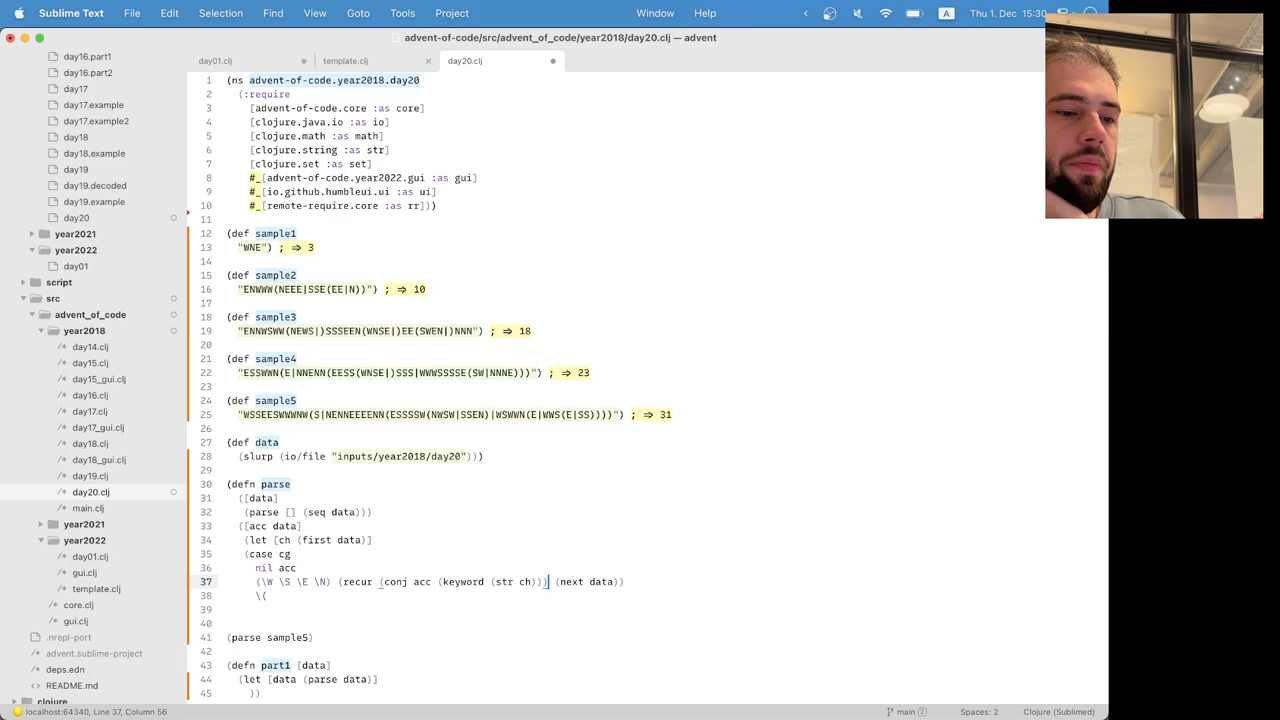 Sublime Text File Edit Selection Find View Goto Tools Project Window Help A Thu 1. Dec 15:30
advent-of-code/src/advent_of_code/year2018/day20.clj — advent
day01.clj template.clj day20.clj
day16.part1
day16.part2
day17
day17.example
day17.example2
day18
day18.example
day19
day19.decoded
day19.example
day20
year2021
year2022
day01
script
src
advent_of_code
year2018
day14.clj
day15.clj
day15_gui.clj
day16.clj
day17.clj
day17_gui.clj
day18.clj
day18_gui.clj
day19.clj
day20.clj
main.clj
year2021
year2022
day01.clj
gui.clj
template.clj
core.clj
gui.clj
.nrepl-port
advent.sublime-project
deps.edn
README.md
clojure
1 (ns advent-of-code.year2018.day20
2 (:require
3 [advent-of-code.core :as core]
4 [clojure.java.io :as io]
5 [clojure.math :as math]
6 [clojure.string :as str]
7 [clojure.set :as set]
8 #_[advent-of-code.year2022.gui :as gui]
9 #_[io.github.humbleui.ui :as ui]
10 #_[remote-require.core :as rr]))
11
12 (def sample1
13 "WNE") ; => 3
14
15 (def sample2
16 "ENWWW(NEEE|SSE(EE|N))") ; => 10
17
18 (def sample3
19 "ENNWSWW(NEWS|)SSSEEN(WNSE|)EE(SWEN|)NNN") ; => 18
20
21 (def sample4
22 "ESSWWN(E|NNENN(EESS(WNSE|)SSS|WWWSSSSE(SW|NNNE)))") ; => 23
23
24 (def sample5
25 "WSSEESWWWNW(S|NENNEEEENN(ESSSSW(NWSW|SSEN)|WSWWN(E|WWS(E|SS))))") ; => 31
26
27 (def data
28 (slurp (io/file "inputs/year2018/day20")))
29
30 (defn parse
31 ([data]
32 (parse [] (seq data)))
33 ([acc data]
34 (let [ch (first data)]
35 (case cg
36 nil acc
37 (\W \S \E \N) (recur (conj acc (keyword (str ch))) (next data))
38 \(
39
40
41 (parse sample5)
42
43 (defn part1 [data]
44 (let [data (parse data)]
45 ))
localhost:64340, Line 37, Column 56 main 2 Spaces: 2 Clojure (Sublimed)